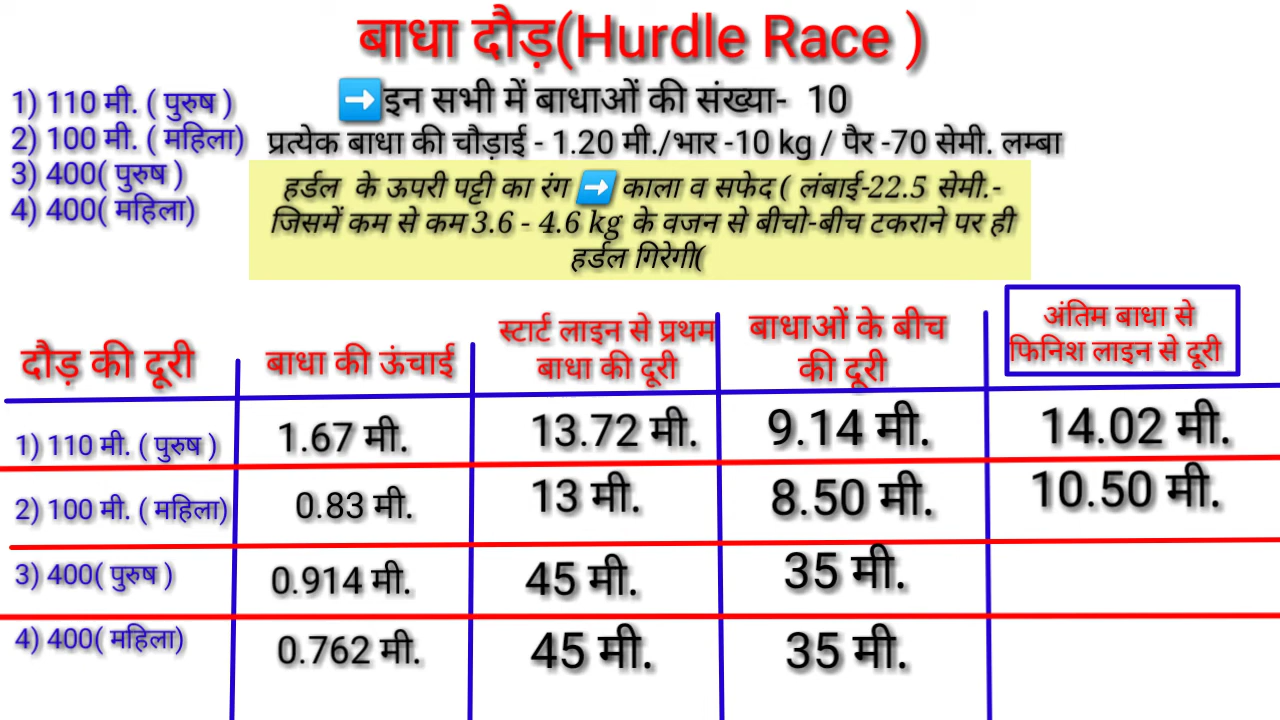 बाधा दौड़(Hurdle Race )
1) 110 मी. ( पुरुष )
2) 100 मी. ( महिला)
3) 400( पुरुष )
4) 400( महिला)
➡️इन सभी में बाधाओं की संख्या- 10
प्रत्येक बाधा की चौड़ाई - 1.20 मी./भार -10 kg / पैर -70 सेमी. लम्बा
हर्डल के ऊपरी पट्टी का रंग ➡️ काला व सफेद ( लंबाई-22.5 सेमी.-
जिसमें कम से कम 3.6 - 4.6 kg के वजन से बीचो-बीच टकराने पर ही
हर्डल गिरेगी(
दौड़ की दूरी
बाधा की ऊंचाई
स्टार्ट लाइन से प्रथम
बाधा की दूरी
बाधाओं के बीच
की दूरी
अंतिम बाधा से
फिनिश लाइन से दूरी
1) 110 मी. ( पुरुष ) 1.67 मी. 13.72 मी. 9.14 मी. 14.02 मी.
2) 100 मी. ( महिला) 0.83 मी. 13 मी. 8.50 मी. 10.50 मी.
3) 400( पुरुष ) 0.914 मी. 45 मी. 35 मी.
4) 400( महिला) 0.762 मी. 45 मी. 35 मी.